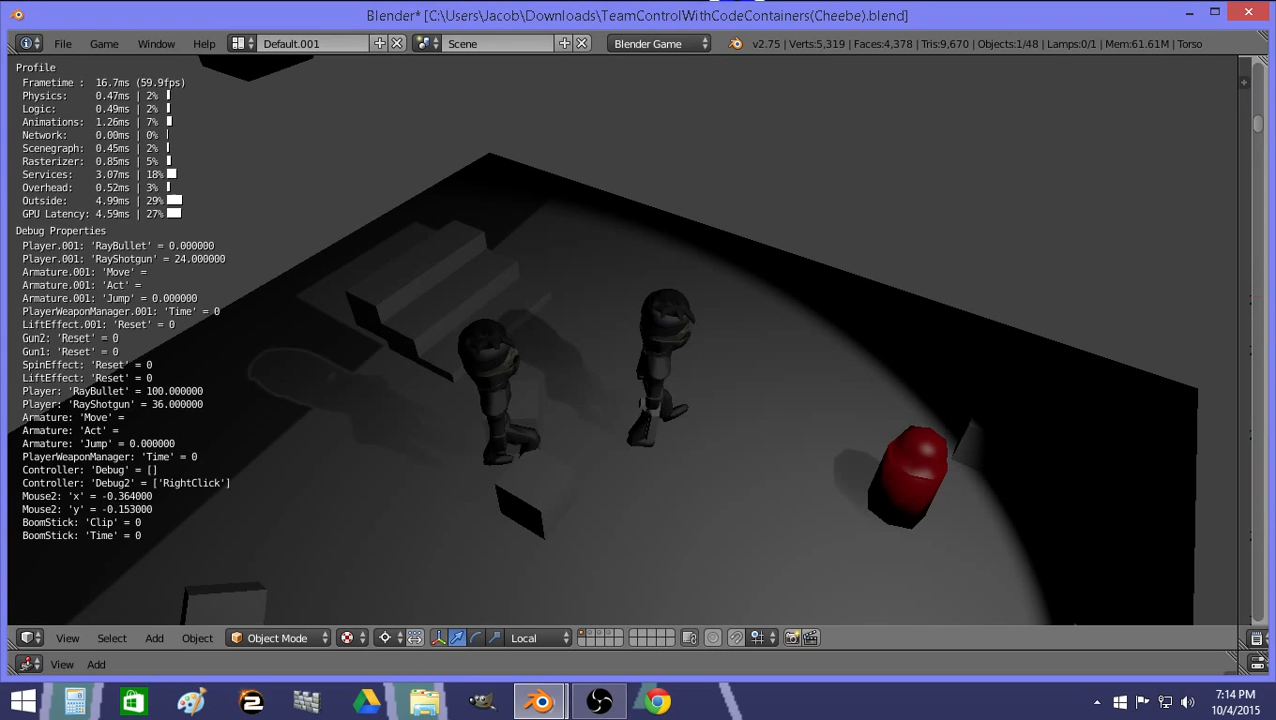 Blender* [C:\Users\Jacob\Downloads\TeamControlWithCodeContainers(Cheebe).blend]
File Game Window Help Default.001 Scene Blender Game v2.75 | Verts:5,319 | Faces:4,378 | Tris:9,670 | Objects:1/48 | Lamps:0/1 | Mem:61.61M | Torso
Profile
Frametime : 16.7ms (59.9fps)
Physics: 0.47ms | 2%
Logic: 0.49ms | 2%
Animations: 1.26ms | 7%
Network: 0.00ms | 0%
Scenegraph: 0.45ms | 2%
Rasterizer: 0.85ms | 5%
Services: 3.07ms | 18%
Overhead: 0.52ms | 3%
Outside: 4.99ms | 29%
GPU Latency: 4.59ms | 27%
Debug Properties
Player.001: 'RayBullet' = 0.000000
Player.001: 'RayShotgun' = 24.000000
Armature.001: 'Move' =
Armature.001: 'Act' =
Armature.001: 'Jump' = 0.000000
PlayerWeaponManager.001: 'Time' = 0
LiftEffect.001: 'Reset' = 0
Gun2: 'Reset' = 0
Gun1: 'Reset' = 0
SpinEffect: 'Reset' = 0
LiftEffect: 'Reset' = 0
Player: 'RayBullet' = 100.000000
Player: 'RayShotgun' = 36.000000
Armature: 'Move' =
Armature: 'Act' =
Armature: 'Jump' = 0.000000
PlayerWeaponManager: 'Time' = 0
Controller: 'Debug' = []
Controller: 'Debug2' = ['RightClick']
Mouse2: 'x' = -0.364000
Mouse2: 'y' = -0.153000
BoomStick: 'Clip' = 0
BoomStick: 'Time' = 0
View Select Add Object Object Mode Local
View Add
7:14 PM
10/4/2015